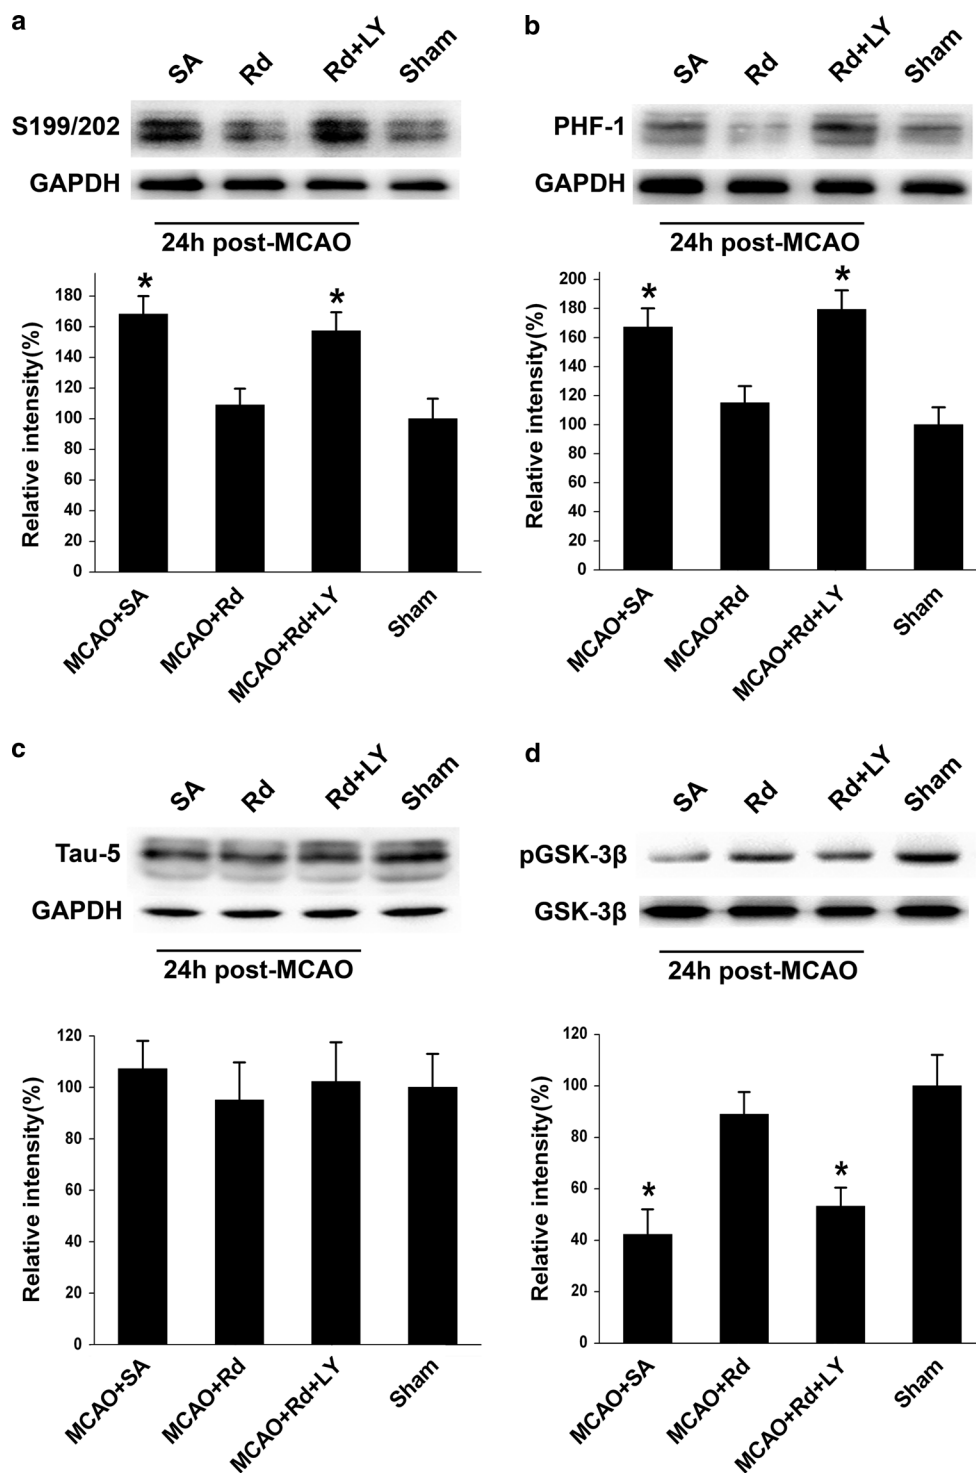 a
SA Rd Rd+LY Sham
S199/202
GAPDH
24h post-MCAO
Relative intensity(%)
180
160
140
120
100
80
60
40
20
0
*
*
MCAO+SA MCAO+Rd MCAO+Rd+LY Sham
b
SA Rd Rd+LY Sham
PHF-1
GAPDH
24h post-MCAO
Relative intensity(%)
200
180
160
140
120
100
80
60
40
20
0
*
*
MCAO+SA MCAO+Rd MCAO+Rd+LY Sham
c
SA Rd Rd+LY Sham
Tau-5
GAPDH
24h post-MCAO
Relative intensity(%)
120
100
80
60
40
20
0
MCAO+SA MCAO+Rd MCAO+Rd+LY Sham
d
SA Rd Rd+LY Sham
pGSK-3β
GSK-3β
24h post-MCAO
Relative intensity(%)
120
100
80
60
40
20
0
*
*
MCAO+SA MCAO+Rd MCAO+Rd+LY Sham